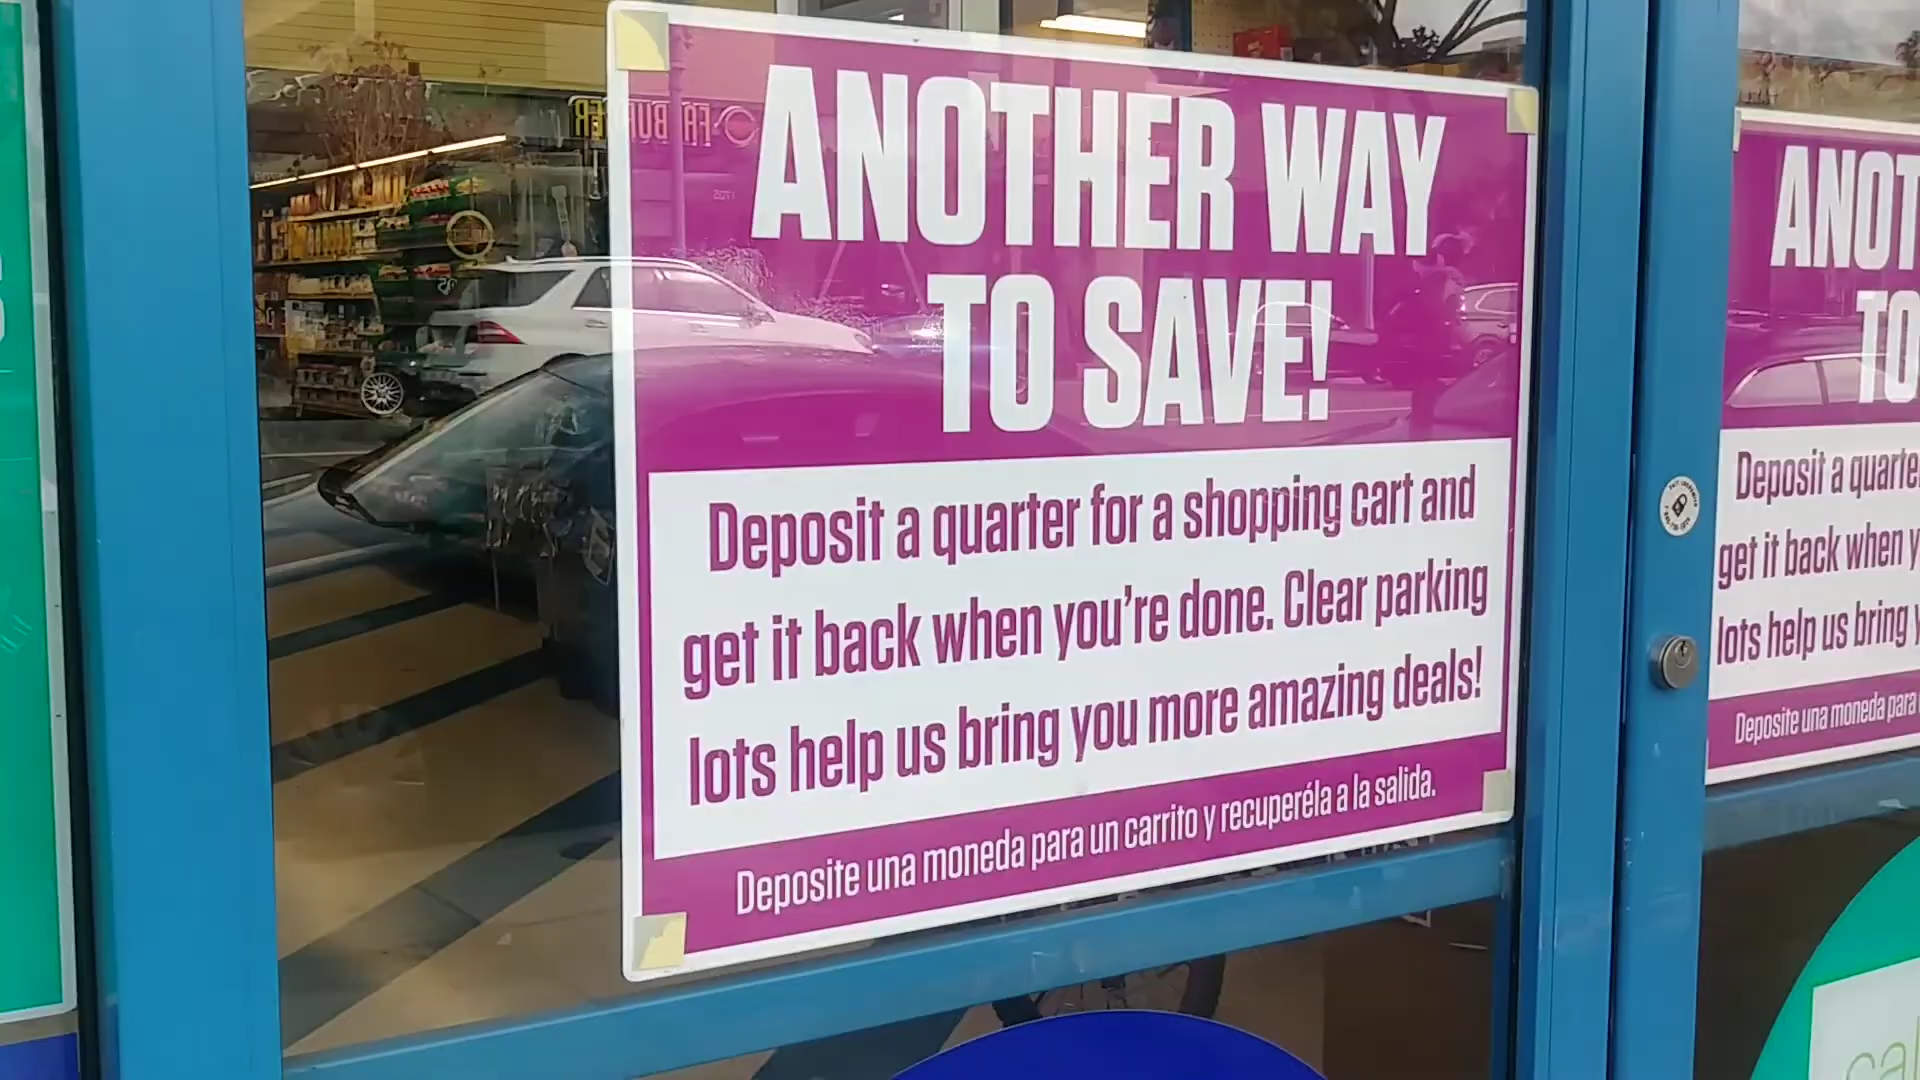 ANOTHER WAY
TO SAVE!
Deposit a quarter for a shopping cart and
get it back when you're done. Clear parking
lots help us bring you more amazing deals!
Deposite una moneda para un carrito y recuperéla a la salida.
ANOT
TO
Deposit a quarte
get it back when y
lots help us bring y
Deposite una moneda para
cal